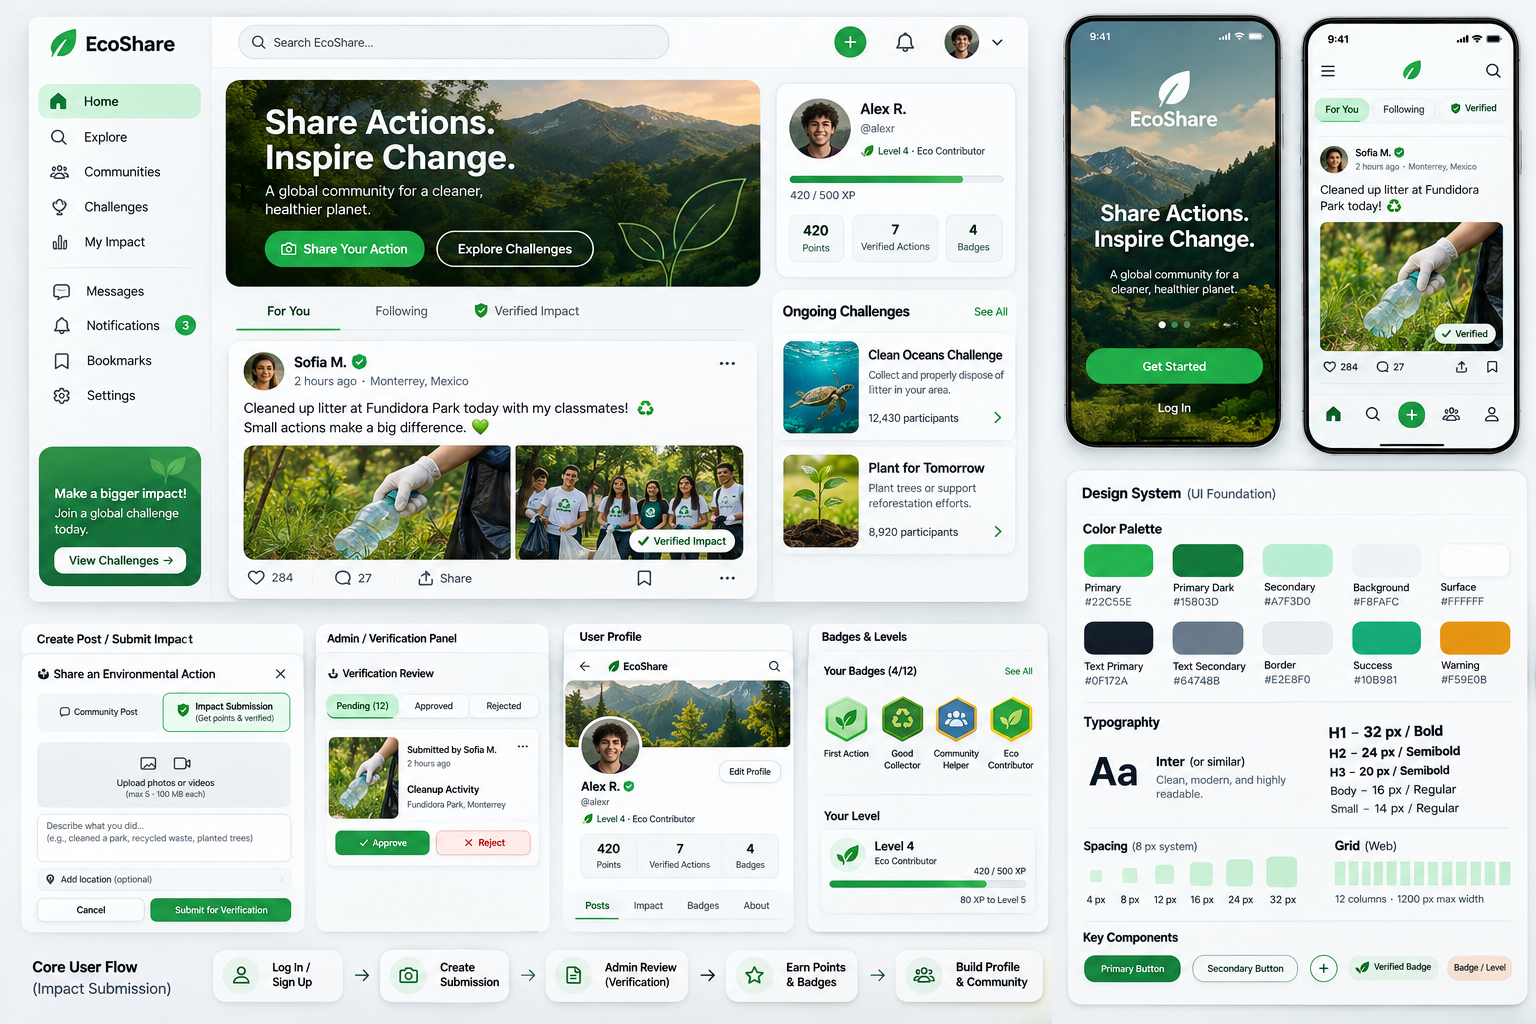 EcoShare
Search EcoShare...
Home
Explore
Communities
Challenges
My Impact
Messages
Notifications 3
Bookmarks
Settings
Make a bigger impact!
Join a global challenge
today.
View Challenges →
Share Actions.
Inspire Change.
A global community for a cleaner,
healthier planet.
Share Your Action
Explore Challenges
For You
Following
Verified Impact
Sofia M.
2 hours ago · Monterrey, Mexico
Cleaned up litter at Fundidora Park today with my classmates! ♻️
Small actions make a big difference. 💚
Verified Impact
284
27
Share
Alex R.
@alexr
Level 4 · Eco Contributor
420 / 500 XP
420
Points
7
Verified Actions
4
Badges
Ongoing Challenges
See All
Clean Oceans Challenge
Collect and properly dispose of
litter in your area.
12,430 participants
Plant for Tomorrow
Plant trees or support
reforestation efforts.
8,920 participants
9:41
EcoShare
Share Actions.
Inspire Change.
A global community for a
cleaner, healthier planet.
Get Started
Log In
9:41
For You
Following
Verified
Sofia M.
2 hours ago · Monterrey, Mexico
Cleaned up litter at Fundidora
Park today! ♻️
Verified
284
27
Create Post / Submit Impact
Share an Environmental Action
Community Post
Impact Submission
(Get points & verified)
Upload photos or videos
(max 5 · 100 MB each)
Describe what you did...
(e.g., cleaned a park, recycled waste, planted trees)
Add location (optional)
Cancel
Submit for Verification
Admin / Verification Panel
Verification Review
Pending (12)
Approved
Rejected
Submitted by Sofia M.
2 hours ago
Cleanup Activity
Fundidora Park, Monterrey
Approve
Reject
User Profile
EcoShare
Edit Profile
Alex R.
@alexr
Level 4 · Eco Contributor
420
Points
7
Verified Actions
4
Badges
Posts
Impact
Badges
About
Badges & Levels
Your Badges (4/12)
See All
First Action
Good
Collector
Community
Helper
Eco
Contributor
Your Level
Level 4
Eco Contributor
420 / 500 XP
80 XP to Level 5
Design System (UI Foundation)
Color Palette
Primary
#22C55E
Primary Dark
#15803D
Secondary
#A7F3D0
Background
#F8FAFC
Surface
#FFFFFF
Text Primary
#0F172A
Text Secondary
#64748B
Border
#E2E8F0
Success
#10B981
Warning
#F59E0B
Typography
Aa
Inter (or similar)
Clean, modern, and highly
readable.
H1 – 32 px / Bold
H2 – 24 px / Semibold
H3 – 20 px / Semibold
Body – 16 px / Regular
Small – 14 px / Regular
Spacing (8 px system)
4 px
8 px
12 px
16 px
24 px
32 px
Grid (Web)
12 columns · 1200 px max width
Key Components
Primary Button
Secondary Button
Verified Badge
Badge / Level
Core User Flow
(Impact Submission)
Log In /
Sign Up
Create
Submission
Admin Review
(Verification)
Earn Points
& Badges
Build Profile
& Community